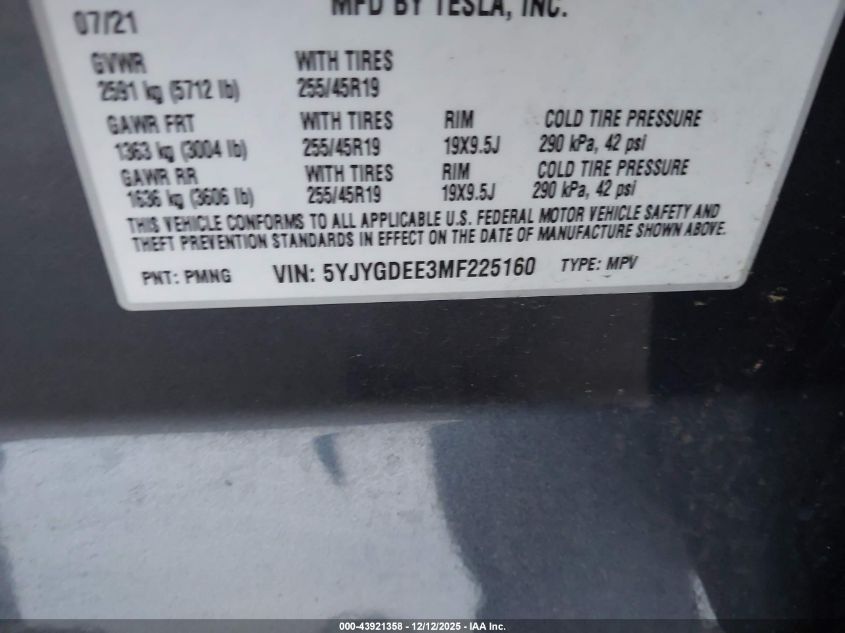 MFD BY TESLA, INC.
07/21
GVWR WITH TIRES
2591 kg (5712 lb) 255/45R19
GAWR FRT WITH TIRES RIM COLD TIRE PRESSURE
1363 kg (3004 lb) 255/45R19 19X9.5J 290 kPa, 42 psi
GAWR RR WITH TIRES RIM COLD TIRE PRESSURE
1636 kg (3606 lb) 255/45R19 19X9.5J 290 kPa, 42 psi
THIS VEHICLE CONFORMS TO ALL APPLICABLE U.S. FEDERAL MOTOR VEHICLE SAFETY AND
THEFT PREVENTION STANDARDS IN EFFECT ON THE DATE OF MANUFACTURE SHOWN ABOVE.
PNT: PMNG VIN: 5YJYGDEE3MF225160 TYPE: MPV
000-43921358 - 12/12/2025 - IAA Inc.